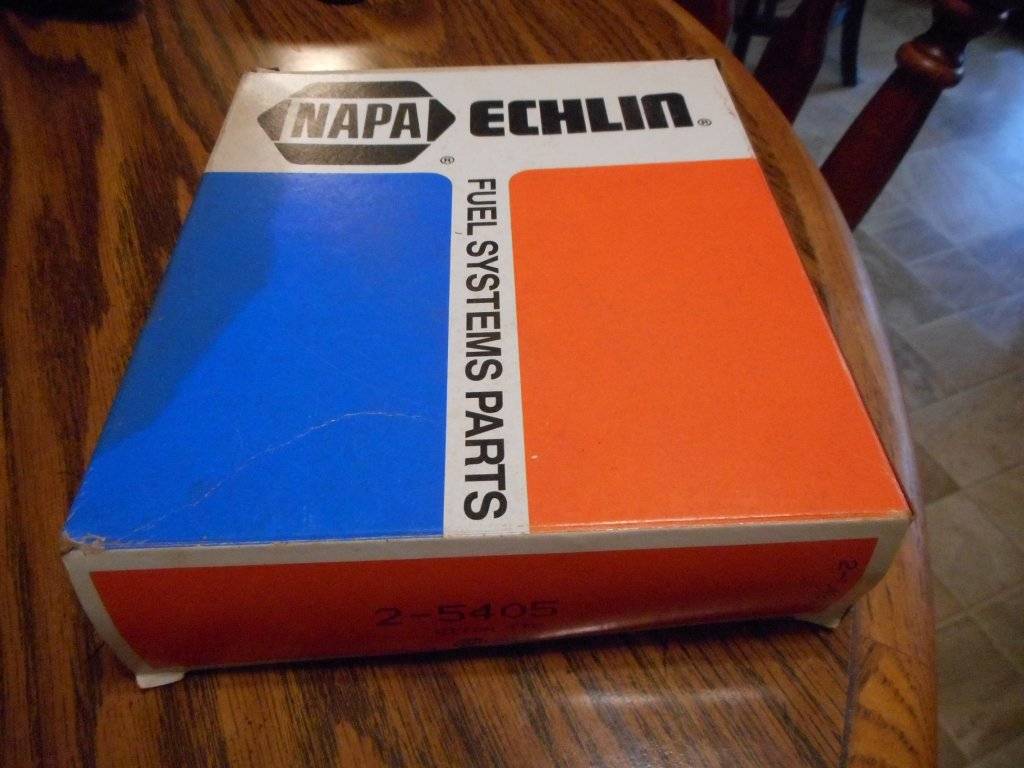 NAPA ® ECHLIN ®
FUEL SYSTEMS PARTS
2-5405